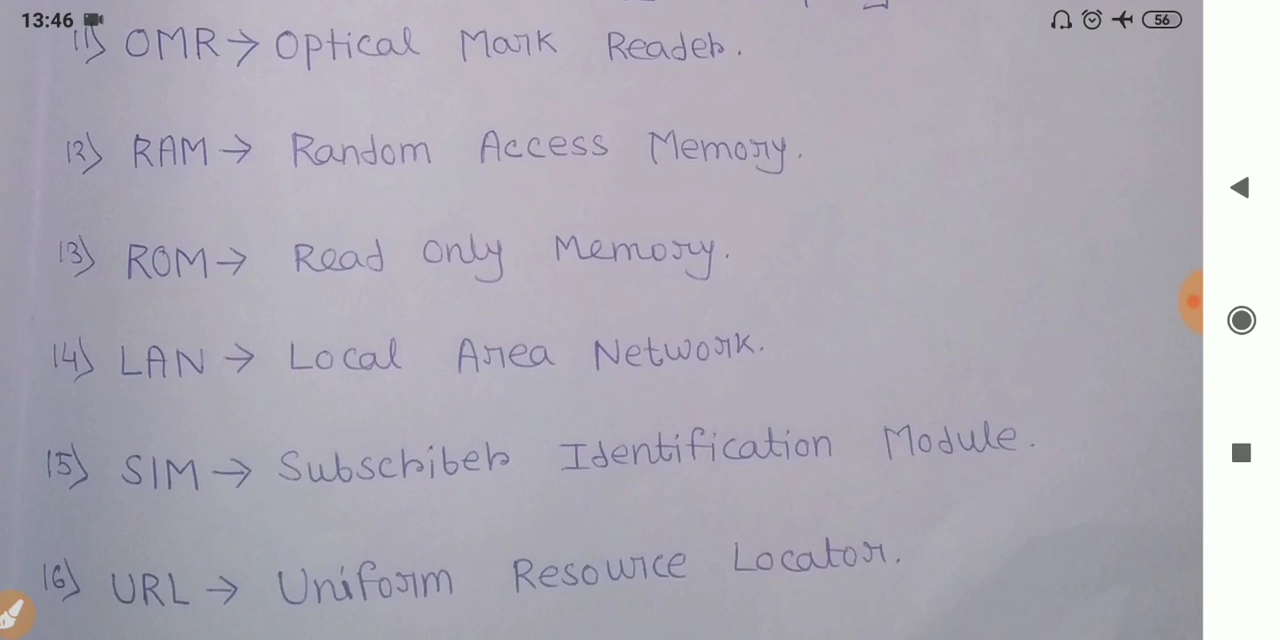 13:46
56
11) OMR → Optical Mark Reader.
12) RAM → Random Access Memory.
13) ROM → Read Only Memory.
14) LAN → Local Area Network.
15) SIM → Subscriber Identification Module.
16) URL → Uniform Resource Locator.